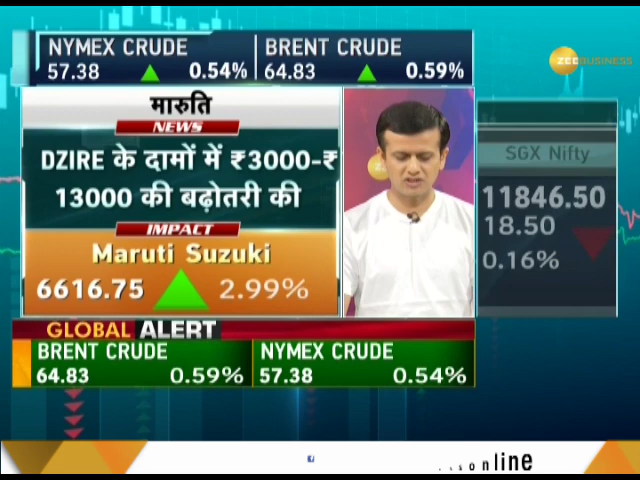 NYMEX CRUDE
57.38 0.54%
BRENT CRUDE
64.83 0.59%
ZEE BUSINESS
मारुति
NEWS
DZIRE के दामों में ₹3000-₹
13000 की बढ़ोतरी की
IMPACT
Maruti Suzuki
6616.75 2.99%
SGX Nifty
11846.50
18.50
0.16%
GLOBAL ALERT
BRENT CRUDE
64.83 0.59%
NYMEX CRUDE
57.38 0.54%
online